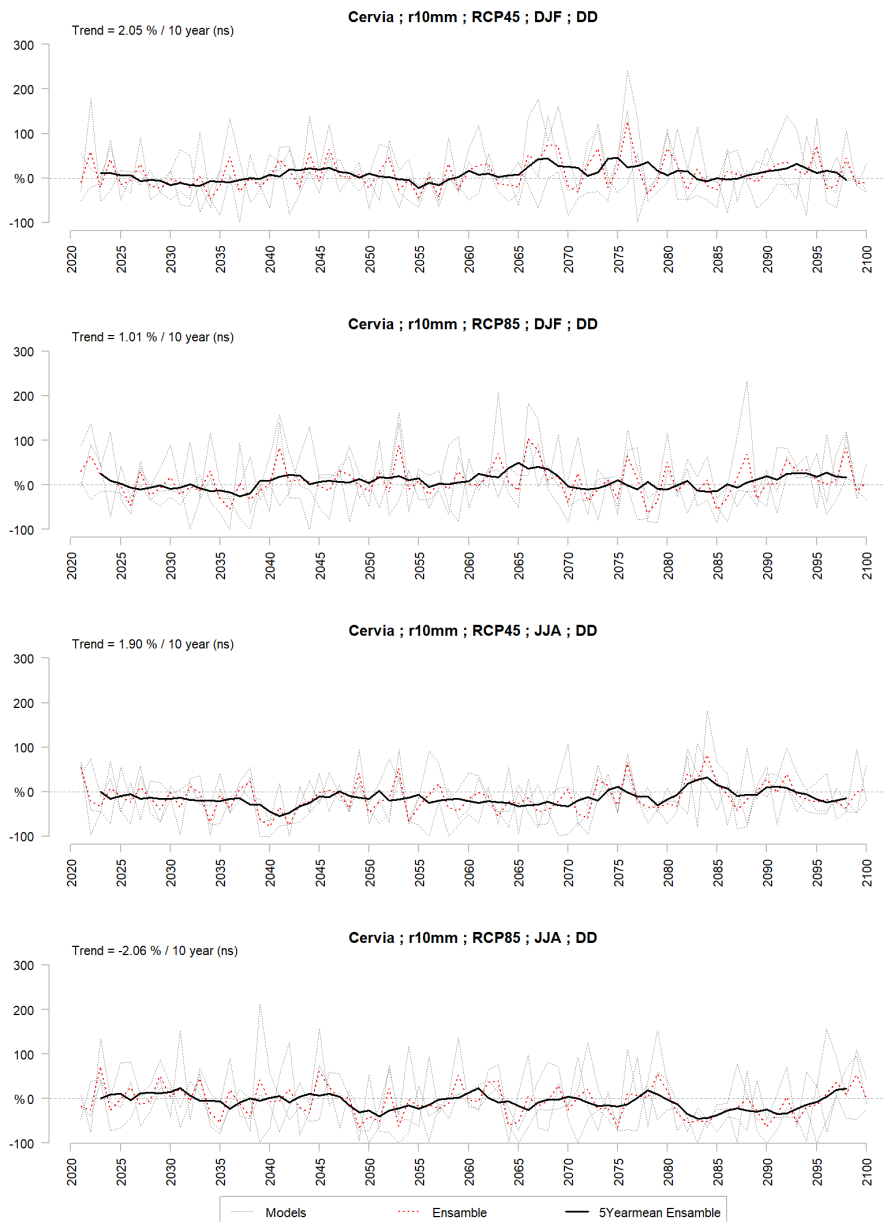 Cervia ; r10mm ; RCP45 ; DJF ; DD
Trend = 2.05 % / 10 year (ns)
300
200
100
% 0
-100
2020 2025 2030 2035 2040 2045 2050 2055 2060 2065 2070 2075 2080 2085 2090 2095 2100
Cervia ; r10mm ; RCP85 ; DJF ; DD
Trend = 1.01 % / 10 year (ns)
300
200
100
% 0
-100
2020 2025 2030 2035 2040 2045 2050 2055 2060 2065 2070 2075 2080 2085 2090 2095 2100
Cervia ; r10mm ; RCP45 ; JJA ; DD
Trend = 1.90 % / 10 year (ns)
300
200
100
% 0
-100
2020 2025 2030 2035 2040 2045 2050 2055 2060 2065 2070 2075 2080 2085 2090 2095 2100
Cervia ; r10mm ; RCP85 ; JJA ; DD
Trend = -2.06 % / 10 year (ns)
300
200
100
% 0
-100
2020 2025 2030 2035 2040 2045 2050 2055 2060 2065 2070 2075 2080 2085 2090 2095 2100
Models Ensamble 5Yearmean Ensamble